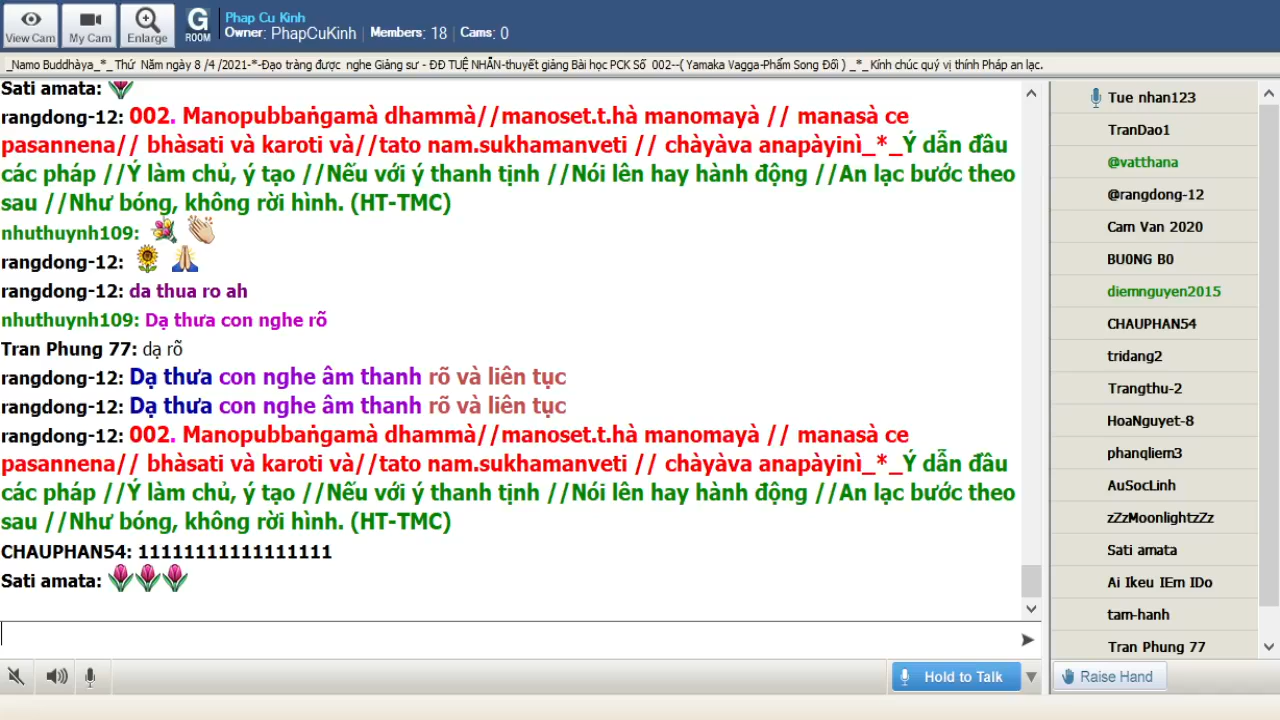 View Cam
My Cam
Enlarge
G
ROOM
Phap Cu Kinh
Owner: PhapCuKinh | Members: 18 | Cams: 0
_Namo Buddhàya_*_ Thứ Năm ngày 8 /4 /2021-*-Đạo tràng được nghe Giảng sư - ĐĐ TUỆ NHẪN-thuyết giảng Bài học PCK Số 002--( Yamaka Vagga-Phẩm Song Đối ) _*_ Kính chúc quý vị thính Pháp an lạc.
Sati amata:
rangdong-12: 002. Manopubbaṅgamà dhammà//manoset.t.hà manomayà // manasà ce
pasannena// bhàsati và karoti và//tato nam.sukhamanveti // chàyàva anapàyinì_*_Ý dẫn đầu
các pháp //Ý làm chủ, ý tạo //Nếu với ý thanh tịnh //Nói lên hay hành động //An lạc bước theo
sau //Như bóng, không rời hình. (HT-TMC)
nhuthuynh109:
rangdong-12:
rangdong-12: da thua ro ah
nhuthuynh109: Dạ thưa con nghe rõ
Tran Phung 77: dạ rõ
rangdong-12: Dạ thưa con nghe âm thanh rõ và liên tục
rangdong-12: Dạ thưa con nghe âm thanh rõ và liên tục
rangdong-12: 002. Manopubbaṅgamà dhammà//manoset.t.hà manomayà // manasà ce
pasannena// bhàsati và karoti và//tato nam.sukhamanveti // chàyàva anapàyinì_*_Ý dẫn đầu
các pháp //Ý làm chủ, ý tạo //Nếu với ý thanh tịnh //Nói lên hay hành động //An lạc bước theo
sau //Như bóng, không rời hình. (HT-TMC)
CHAUPHAN54: 11111111111111111
Sati amata:
Tue nhan123
TranDao1
@vatthana
@rangdong-12
Cam Van 2020
BU0NG B0
diemnguyen2015
CHAUPHAN54
tridang2
Trangthu-2
HoaNguyet-8
phanqliem3
AuSocLinh
zZzMoonlightzZz
Sati amata
Ai Ikeu IEm IDo
tam-hanh
Tran Phung 77
Hold to Talk
Raise Hand